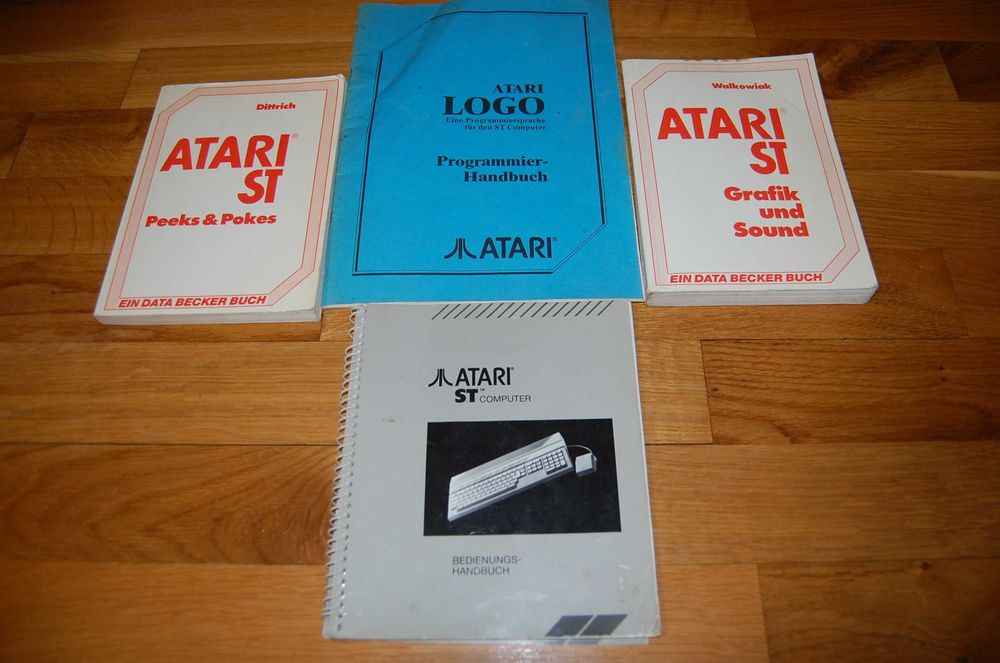 Dittrich
ATARI®
ST
Peeks & Pokes
EIN DATA BECKER BUCH
ATARI
LOGO
Eine Programmiersprache
für den ST Computer
Programmier-
Handbuch
ATARI®
Walkowiak
ATARI®
ST
Grafik
und
Sound
EIN DATA BECKER BUCH
ATARI®
ST™ COMPUTER
BEDIENUNGS-
HANDBUCH